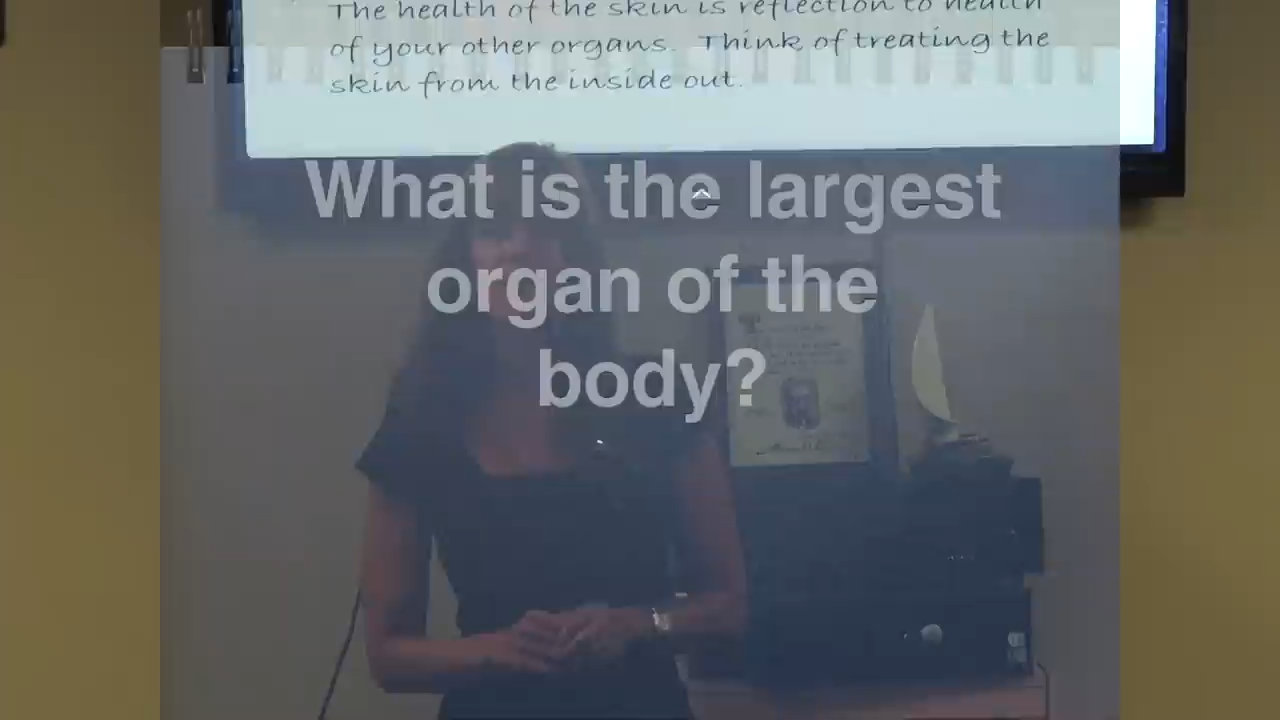 The health of the skin is reflection to health
of your other organs. Think of treating the
skin from the inside out.
What is the largest
organ of the
body?